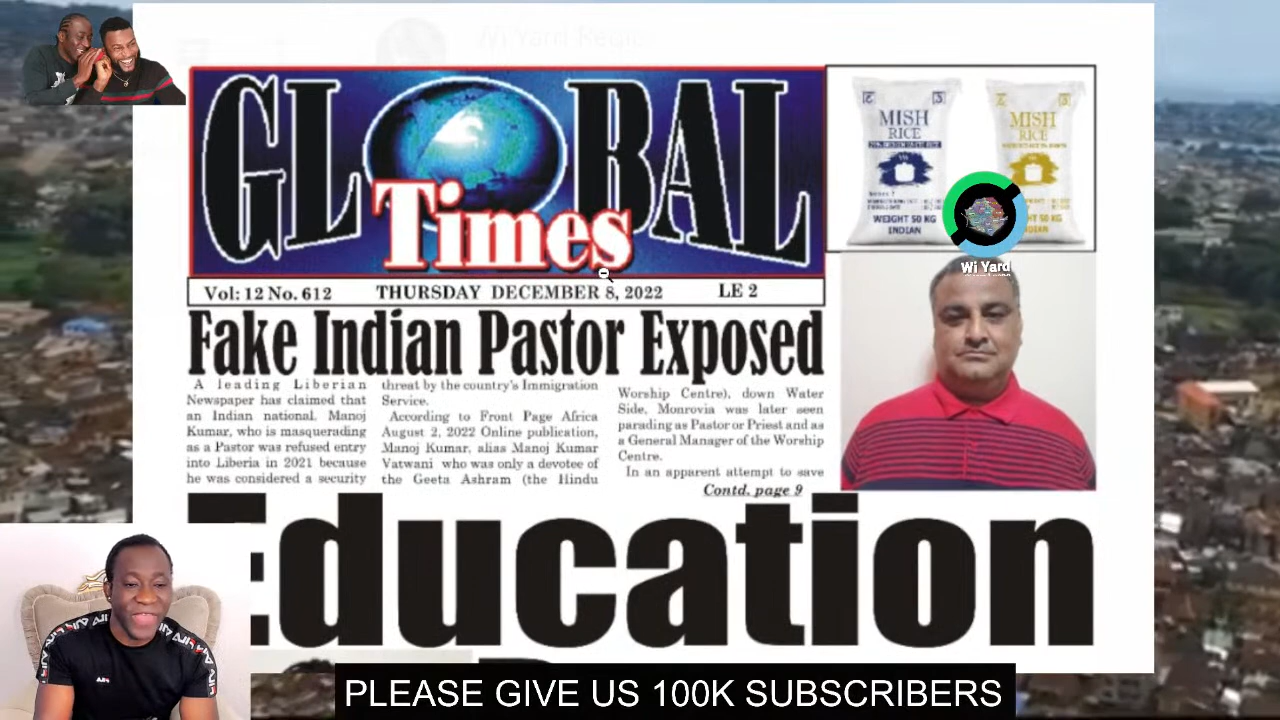 GLOBAL
Times
Vol: 12 No. 612 THURSDAY DECEMBER 8, 2022 LE 2
Fake Indian Pastor Exposed
A leading Liberian
Newspaper has claimed that
an Indian national, Manoj
Kumar, who is masquerading
as a Pastor was refused entry
into Liberia in 2021 because
he was considered a security
threat by the country's Immigration
Service.
According to Front Page Africa
August 2, 2022 Online publication,
Manoj Kumar, alias Manoj Kumar
Vatwani who was only a devotee of
the Geeta Ashram (the Hindu
Worship Centre), down Water
Side, Monrovia was later seen
parading as Pastor or Priest and as
a General Manager of the Worship
Centre.
In an apparent attempt to save
Contd. page 9
MISH
RICE
WEIGHT 50 KG
INDIAN
MISH
RICE
HT 50 KG
DIAN
Wi Yard
Education
PLEASE GIVE US 100K SUBSCRIBERS